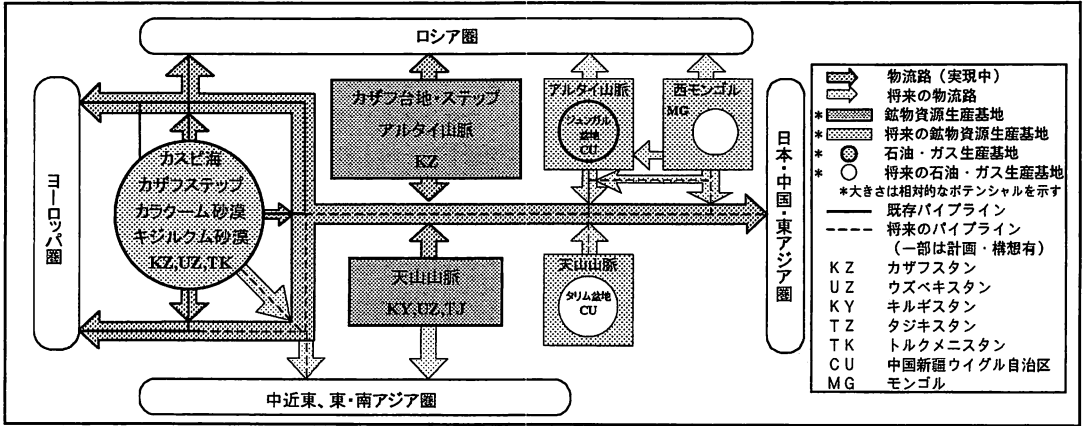 ロシア圏
ヨーロッパ圏
カスピ海
カザフステップ
カラクーム砂漠
キジルクム砂漠
KZ,UZ,TK
カザフ台地・ステップ
アルタイ山脈
KZ
天山山脈
KY,UZ,TJ
アルタイ山脈
ジュンガル
盆地
CU
西モンゴル
MG
天山山脈
タリム盆地
CU
日本・中国・東アジア圏
中近東、東・南アジア圏
物流路（実現中）
将来の物流路
*鉱物資源生産基地
*将来の鉱物資源生産基地
*石油・ガス生産基地
*将来の石油・ガス生産基地
*大きさは相対的なポテンシャルを示す
既存パイプライン
将来のパイプライン
（一部は計画・構想有）
ＫＺ カザフスタン
ＵＺ ウズベキスタン
ＫＹ キルギスタン
ＴＺ タジキスタン
ＴＫ トルクメニスタン
ＣＵ 中国新疆ウイグル自治区
ＭＧ モンゴル